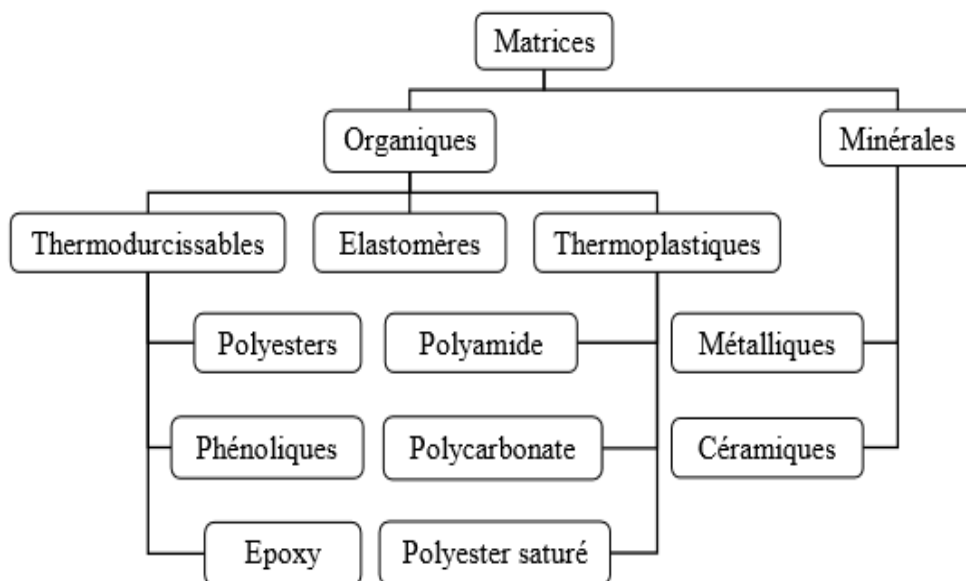 Matrices
Organiques
Minérales
Thermodurcissables
Elastomères
Thermoplastiques
Polyesters
Polyamide
Métalliques
Phénoliques
Polycarbonate
Céramiques
Epoxy
Polyester saturé